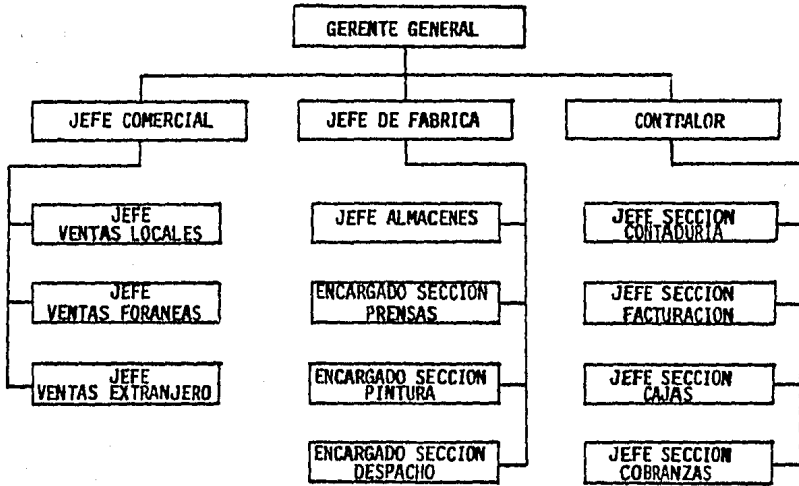 GERENTE GENERAL
JEFE COMERCIAL
JEFE DE FABRICA
CONTRALOR
JEFE
VENTAS LOCALES
JEFE ALMACENES
JEFE SECCION
CONTADURIA
JEFE
VENTAS FORANEAS
ENCARGADO SECCION
PRENSAS
JEFE SECCION
FACTURACION
JEFE
VENTAS EXTRANJERO
ENCARGADO SECCION
PINTURA
JEFE SECCION
CAJAS
ENCARGADO SECCION
DESPACHO
JEFE SECCION
COBRANZAS